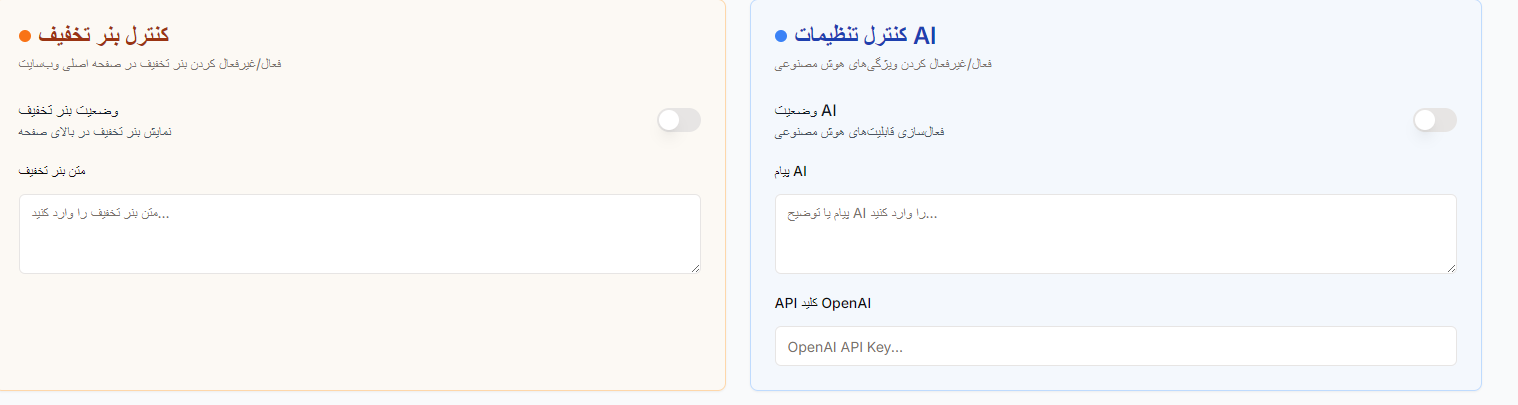 کنترل بنر تخفیف
فعال/غیرفعال کردن بنر تخفیف در صفحه اصلی وب‌سایت
وضعیت بنر تخفیف
نمایش بنر تخفیف در بالای صفحه
متن بنر تخفیف
متن بنر تخفیف را وارد کنید...
کنترل تنظیمات AI
فعال/غیرفعال کردن ویژگی‌های هوش مصنوعی
وضعیت AI
فعال‌سازی قابلیت‌های هوش مصنوعی
پیام AI
پیام یا توضیح AI را وارد کنید...
کلید API OpenAI
OpenAI API Key...